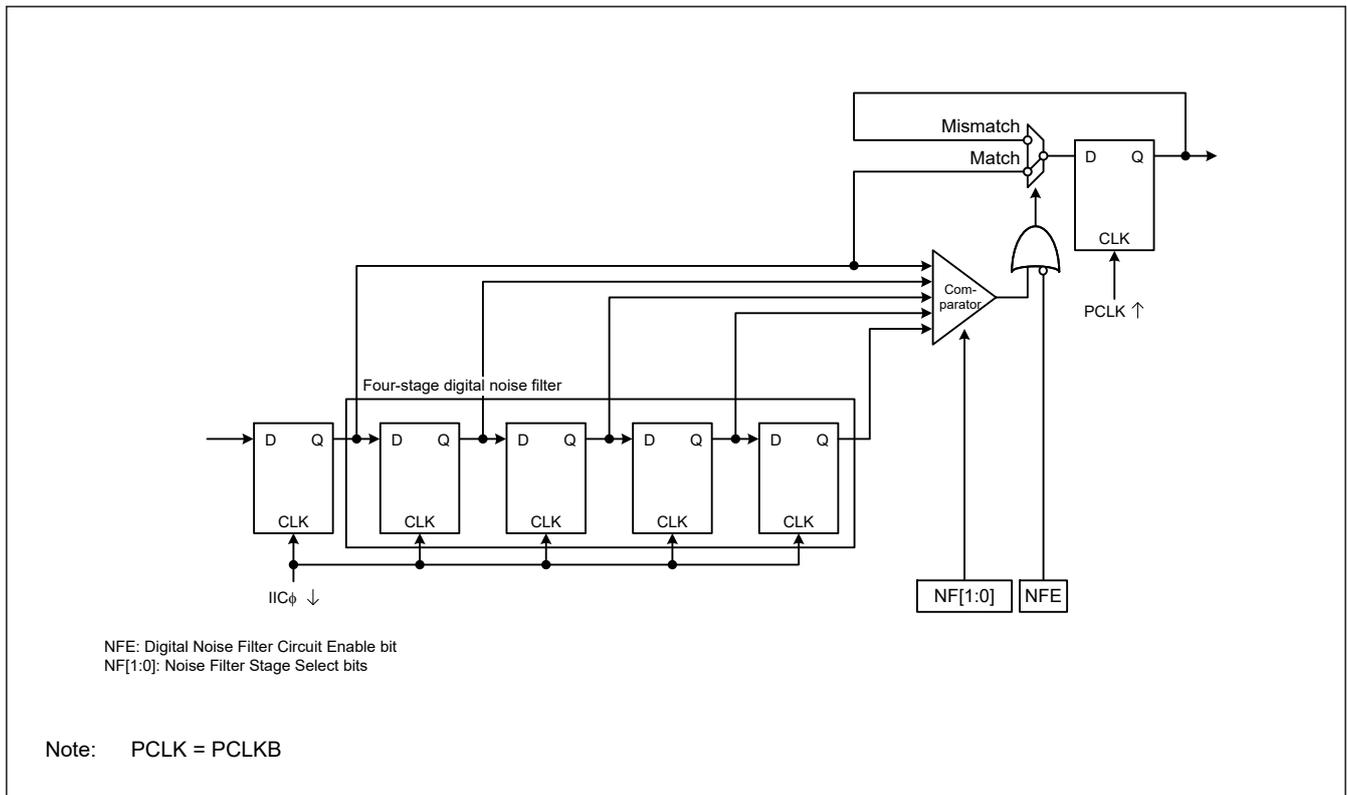 Mismatch
Match
D Q
CLK
PCLK ↑
Com-
parator
Four-stage digital noise filter
D Q D Q D Q D Q D Q
CLK CLK CLK CLK CLK
IICϕ ↓
NF[1:0] NFE
NFE: Digital Noise Filter Circuit Enable bit
NF[1:0]: Noise Filter Stage Select bits
Note: PCLK = PCLKB